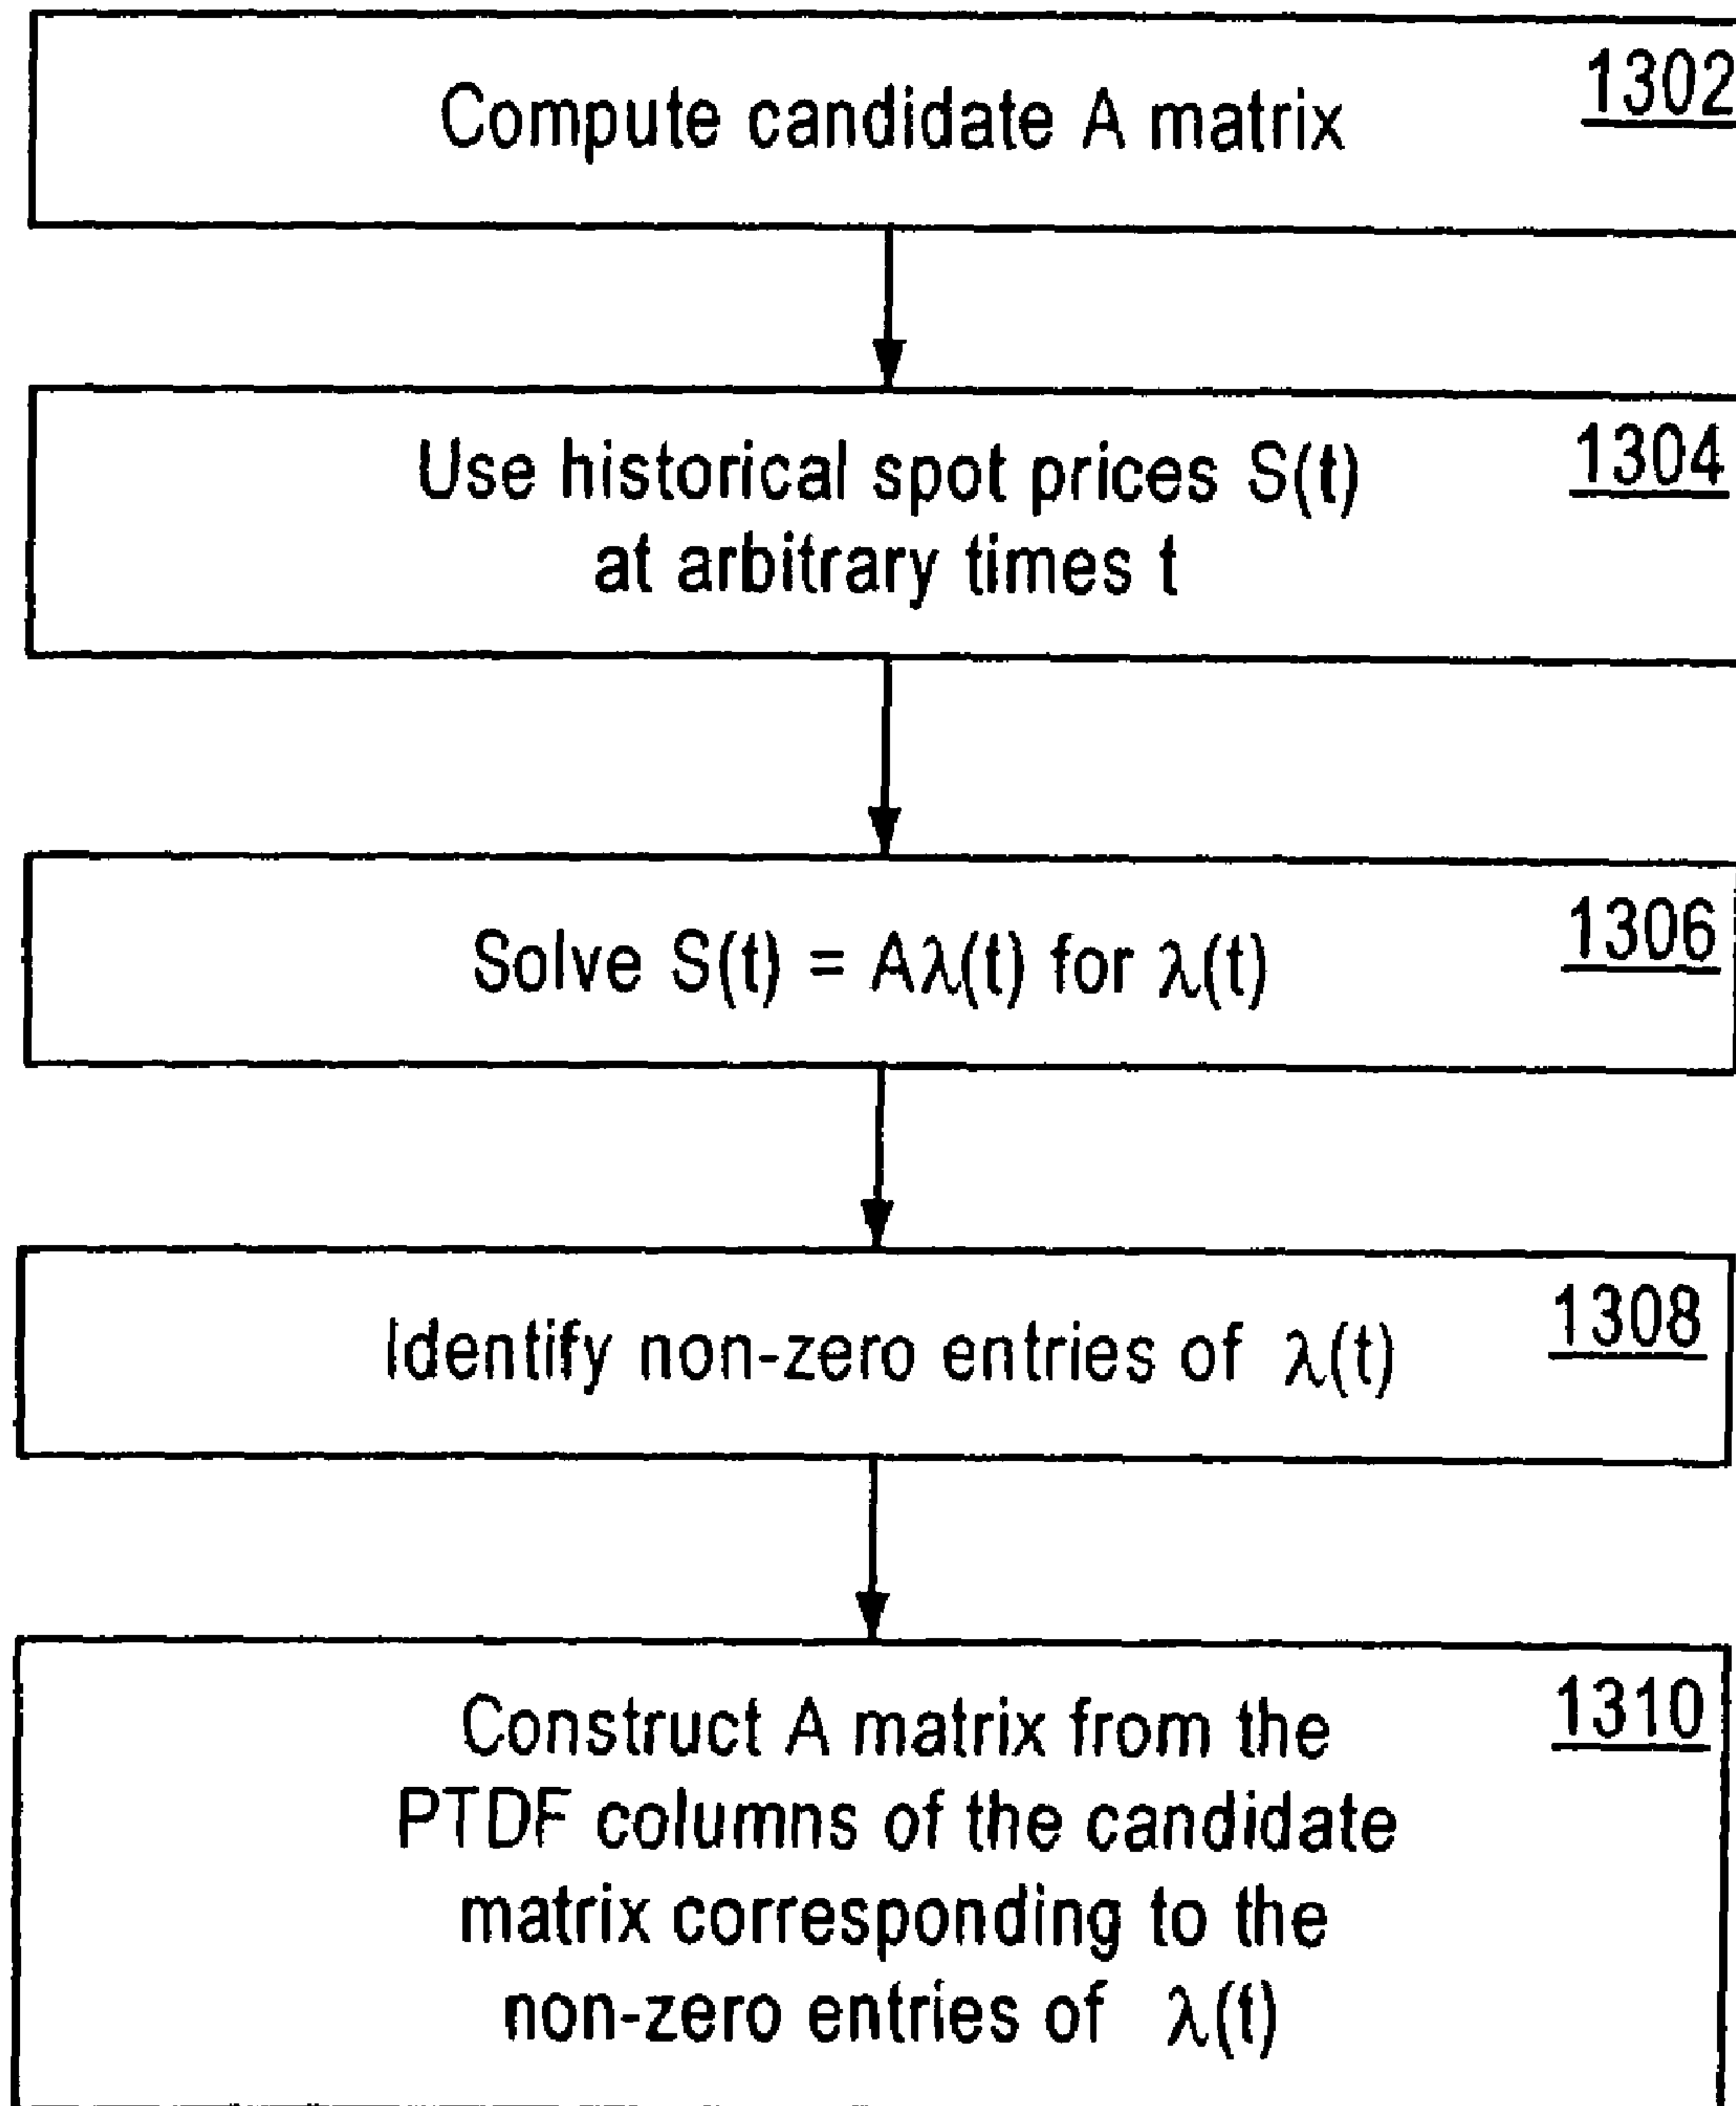 1302
Compute candidate A matrix
1304
Use historical spot prices S(t)
at arbitrary times t
1306
Solve S(t) = Aλ(t) for λ(t)
1308
Identify non-zero entries of λ(t)
1310
Construct A matrix from the
PTDF columns of the candidate
matrix corresponding to the
non-zero entries of λ(t)